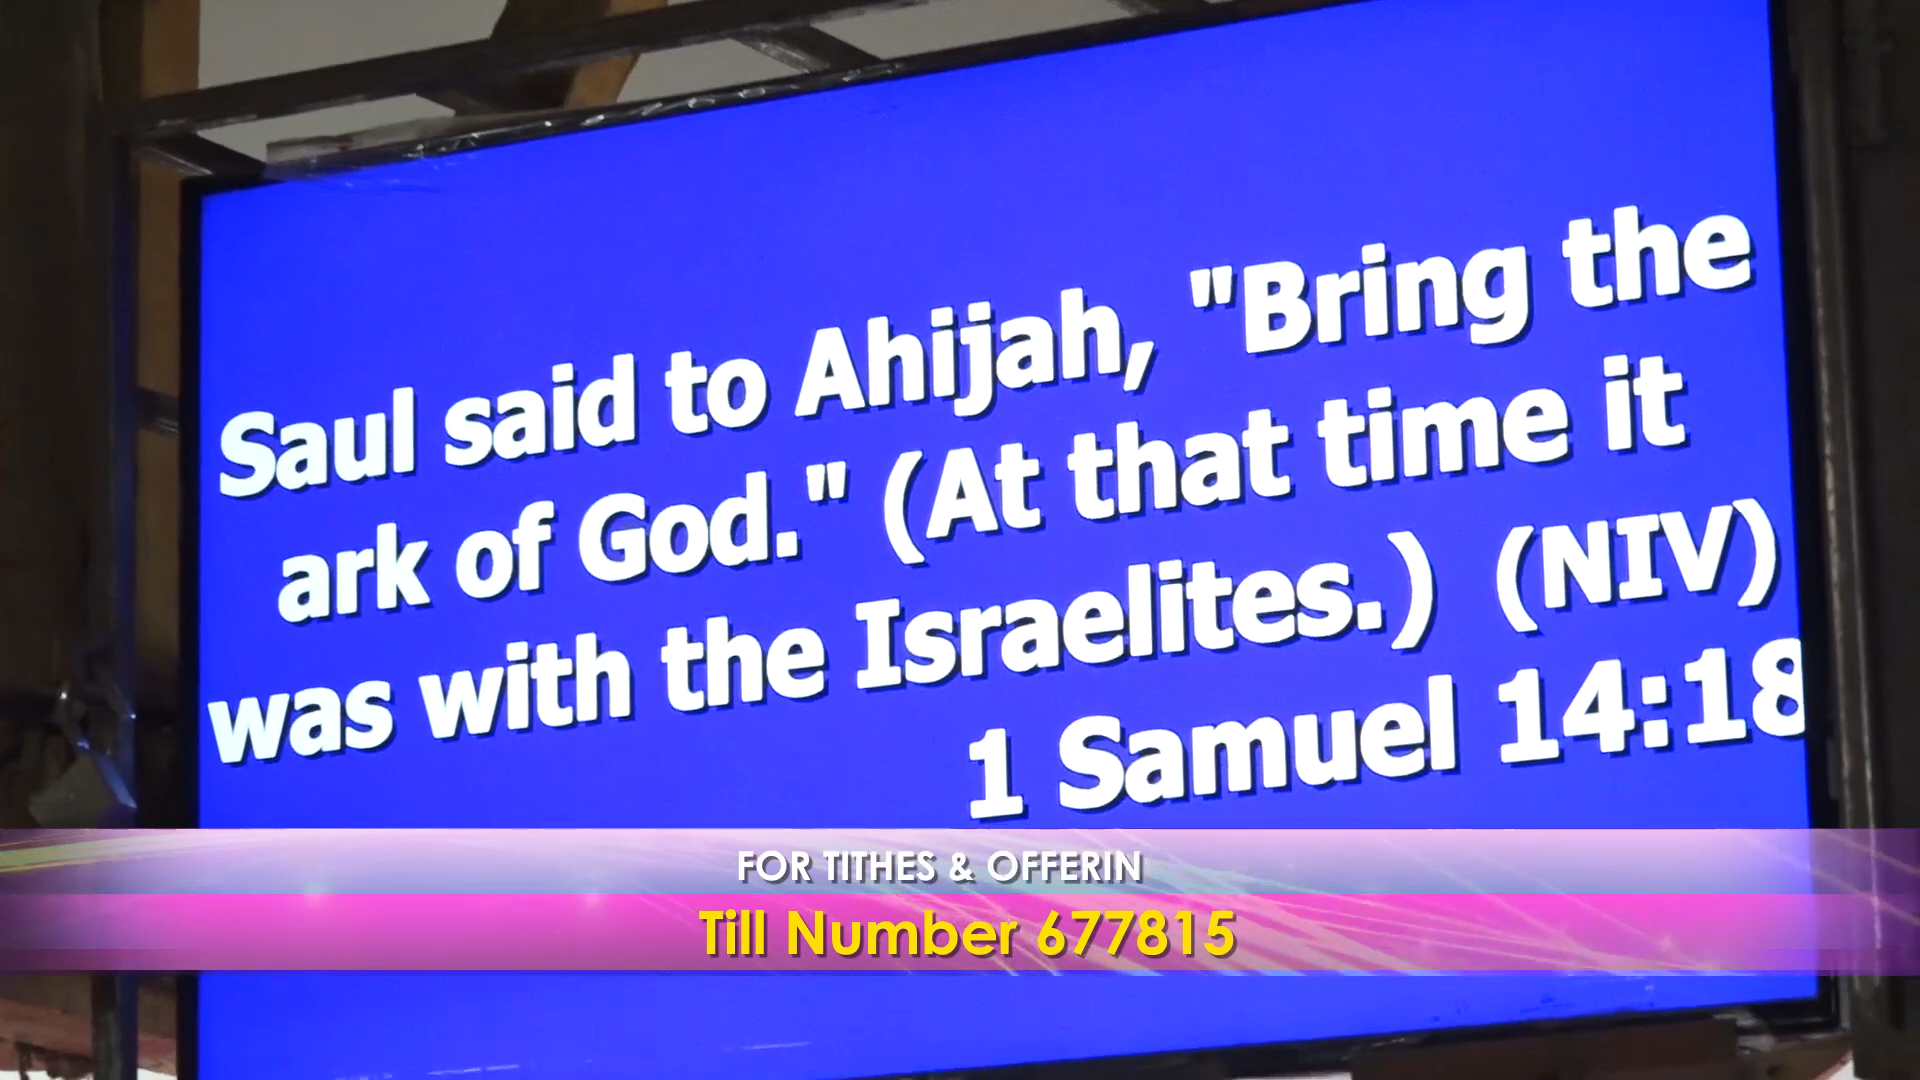 Saul said to Ahijah, "Bring the
ark of God." (At that time it
was with the Israelites.) (NIV)
1 Samuel 14:18
FOR TITHES & OFFERIN
Till Number 677815